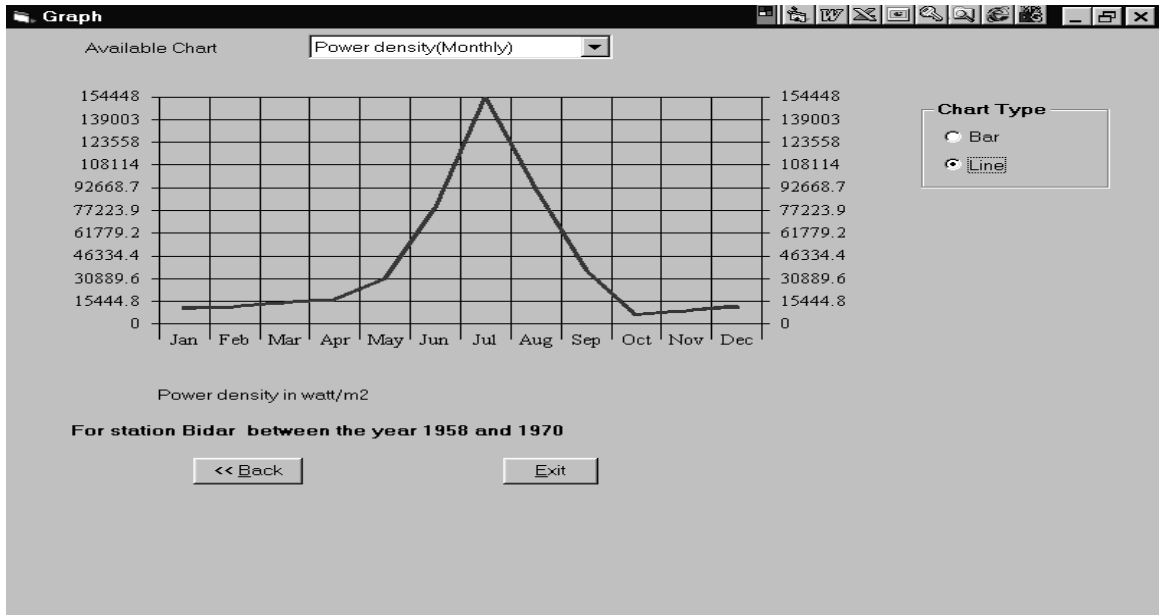 Graph
Available Chart Power density(Monthly)
154448 154448
139003 139003
123558 123558
108114 108114
92668.7 92668.7
77223.9 77223.9
61779.2 61779.2
46334.4 46334.4
30889.6 30889.6
15444.8 15444.8
0 0
Jan Feb Mar Apr May Jun Jul Aug Sep Oct Nov Dec
Chart Type
Bar
Line
Power density in watt/m2
For station Bidar between the year 1958 and 1970
<< Back Exit